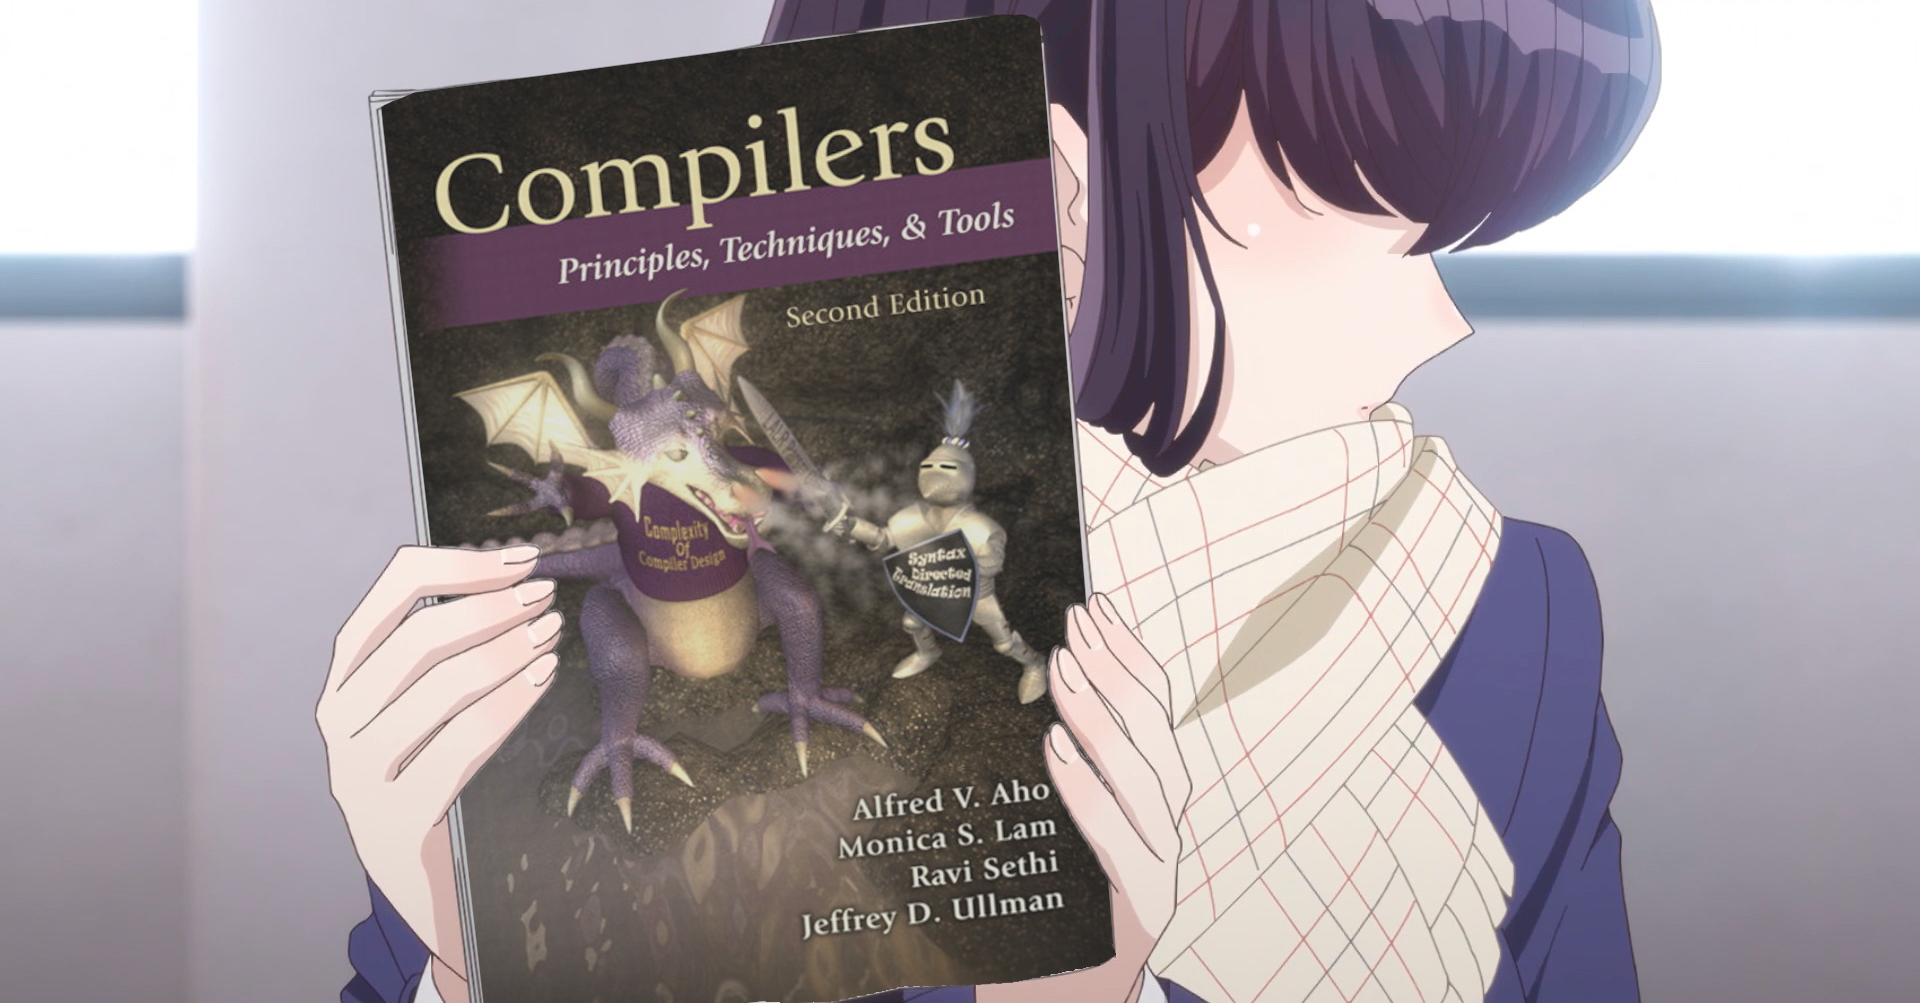 Compilers
Principles, Techniques, & Tools
Second Edition
Complexity
Of
Compiler Design
Syntax
Directed
Translation
Alfred V. Aho
Monica S. Lam
Ravi Sethi
Jeffrey D. Ullman